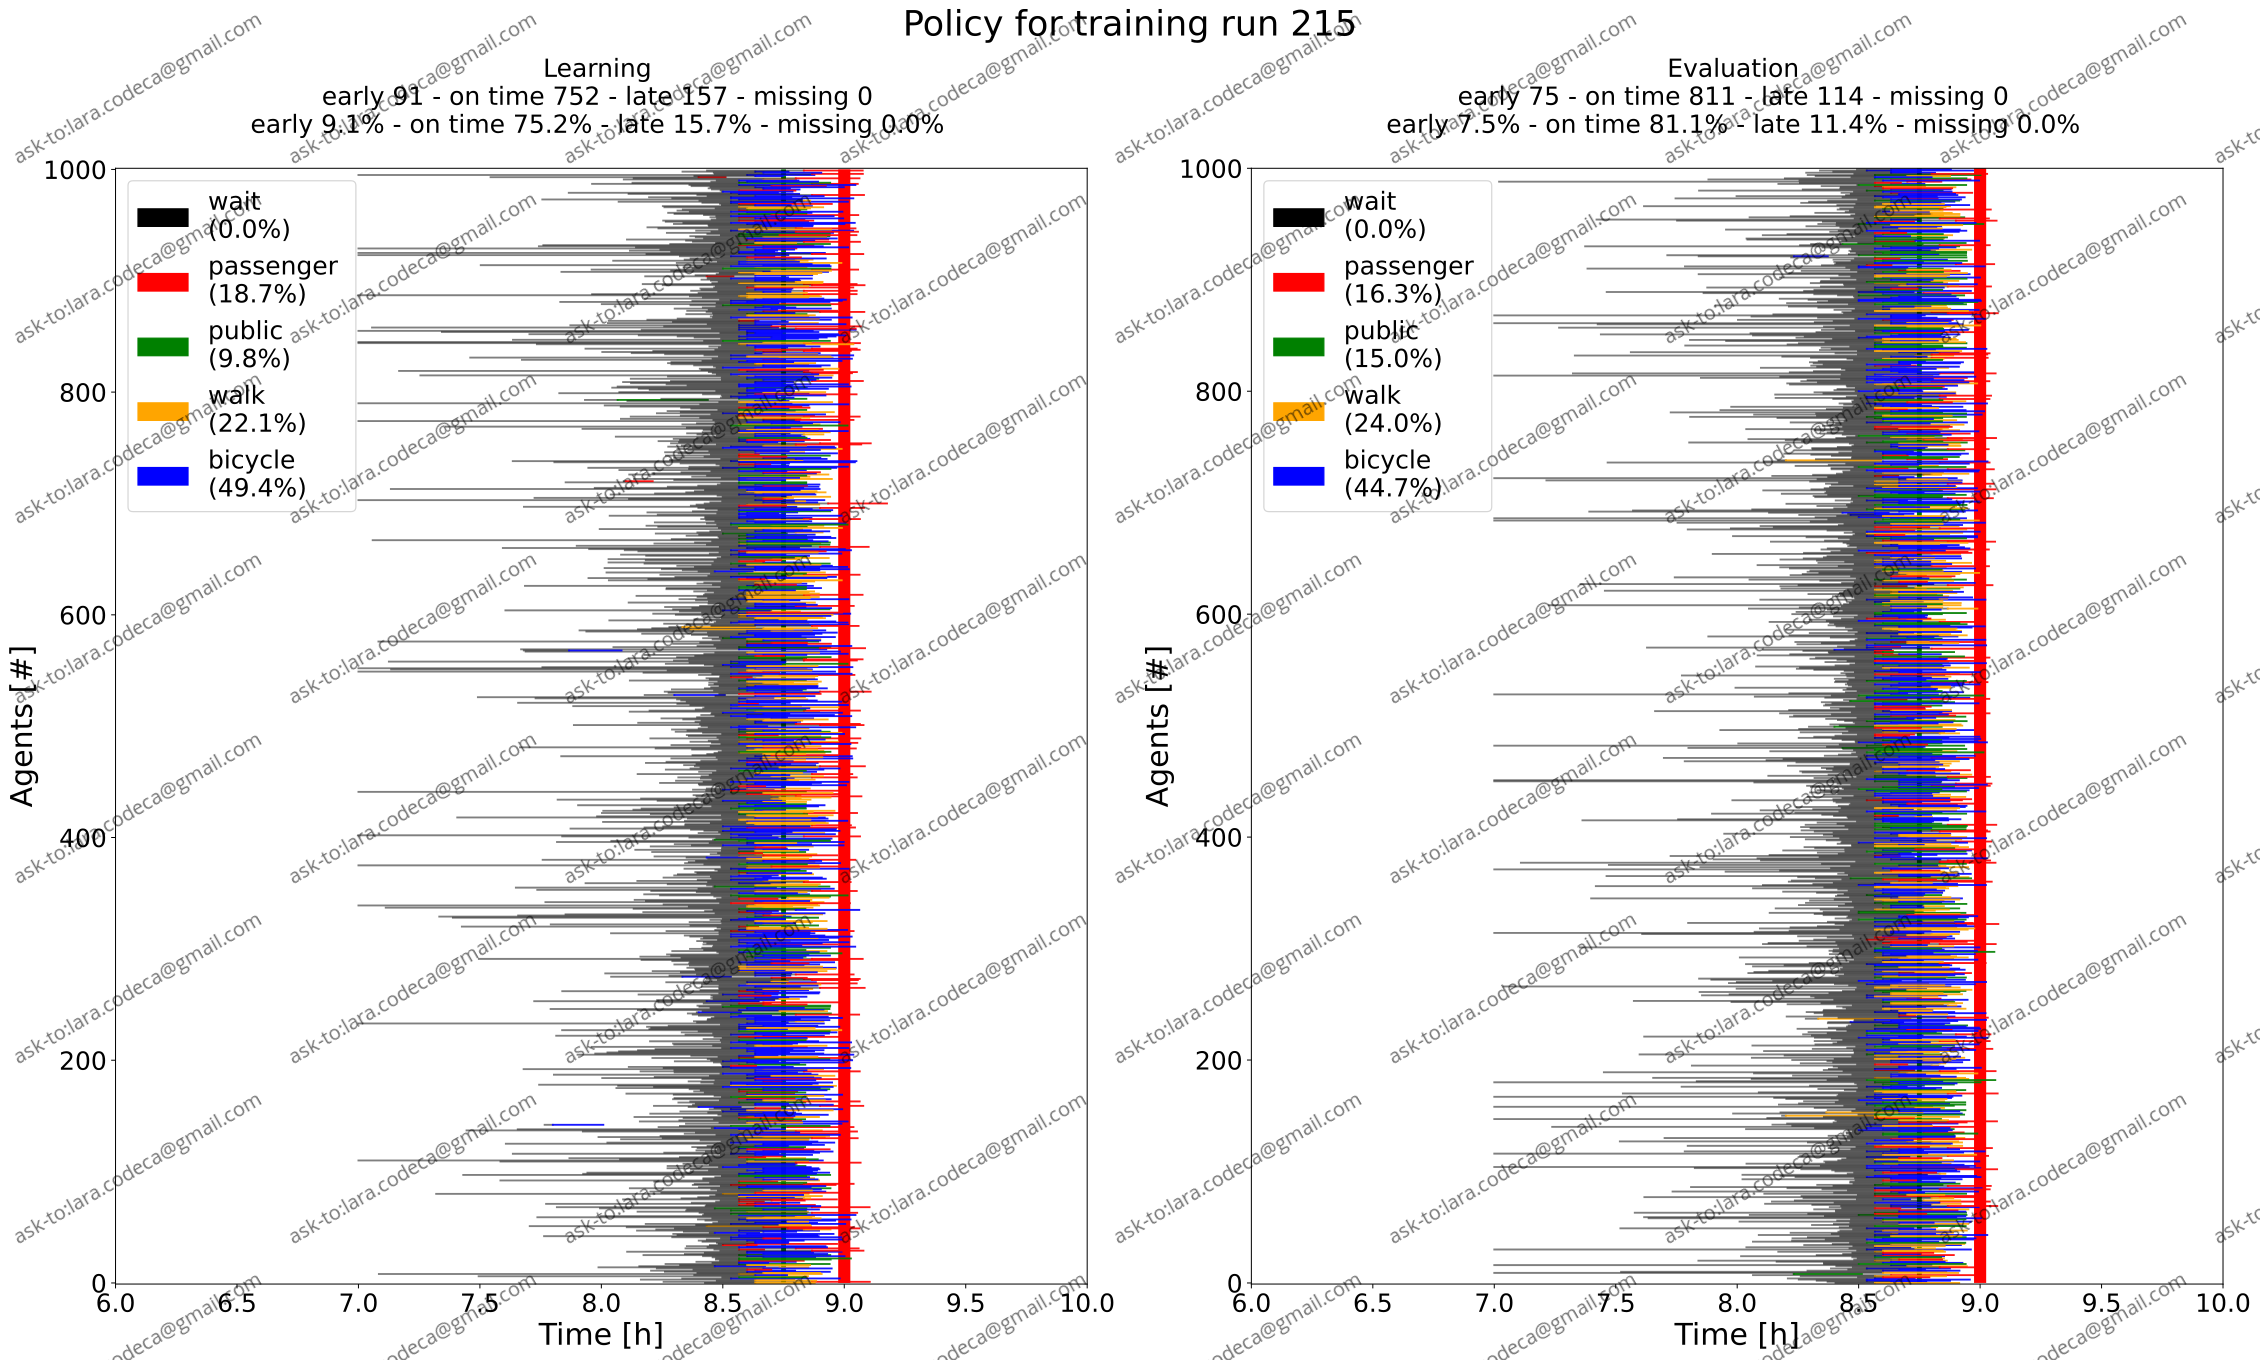 Policy for training run 215
Learning
early 91 - on time 752 - late 157 - missing 0
early 9.1% - on time 75.2% - late 15.7% - missing 0.0%
1000
800
600
400
200
0
Agents [#]
wait
(0.0%)
passenger
(18.7%)
public
(9.8%)
walk
(22.1%)
bicycle
(49.4%)
6.0 6.5 7.0 7.5 8.0 8.5 9.0 9.5 10.0
Time [h]
Evaluation
early 75 - on time 811 - late 114 - missing 0
early 7.5% - on time 81.1% - late 11.4% - missing 0.0%
1000
800
600
400
200
0
Agents [#]
wait
(0.0%)
passenger
(16.3%)
public
(15.0%)
walk
(24.0%)
bicycle
(44.7%)
6.0 6.5 7.0 7.5 8.0 8.5 9.0 9.5 10.0
Time [h]
ask-to:lara.codeca@gmail.com